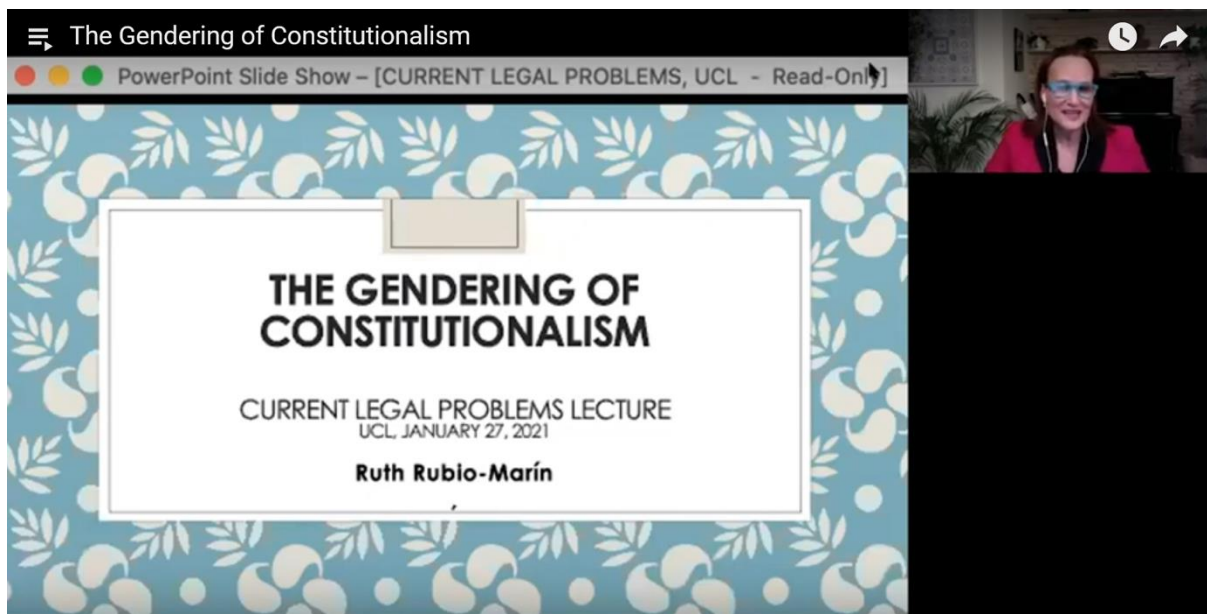 The Gendering of Constitutionalism
PowerPoint Slide Show – [CURRENT LEGAL PROBLEMS, UCL - Read-Only]
THE GENDERING OF
CONSTITUTIONALISM
CURRENT LEGAL PROBLEMS LECTURE
UCL, JANUARY 27, 2021
Ruth Rubio-Marín
,